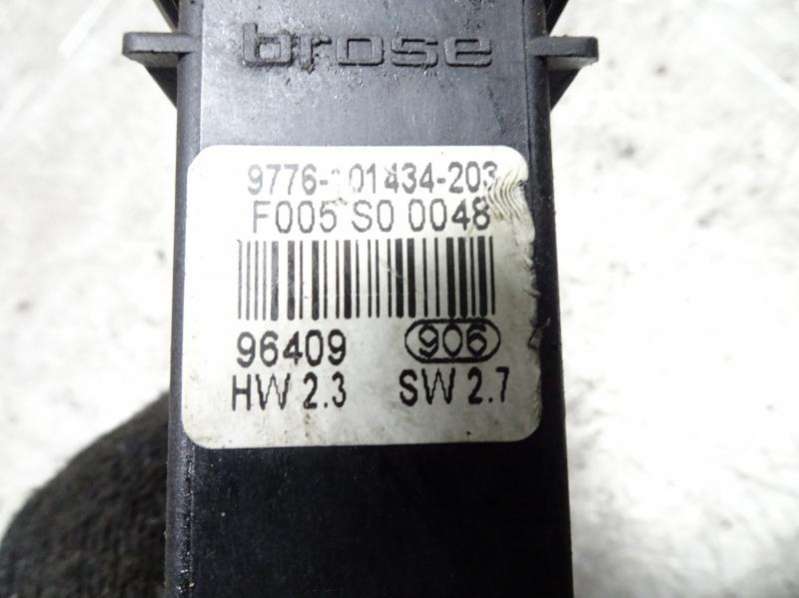 brose
9776-101434-203
F005 S0 0048
96409 906
HW 2.3 SW 2.7